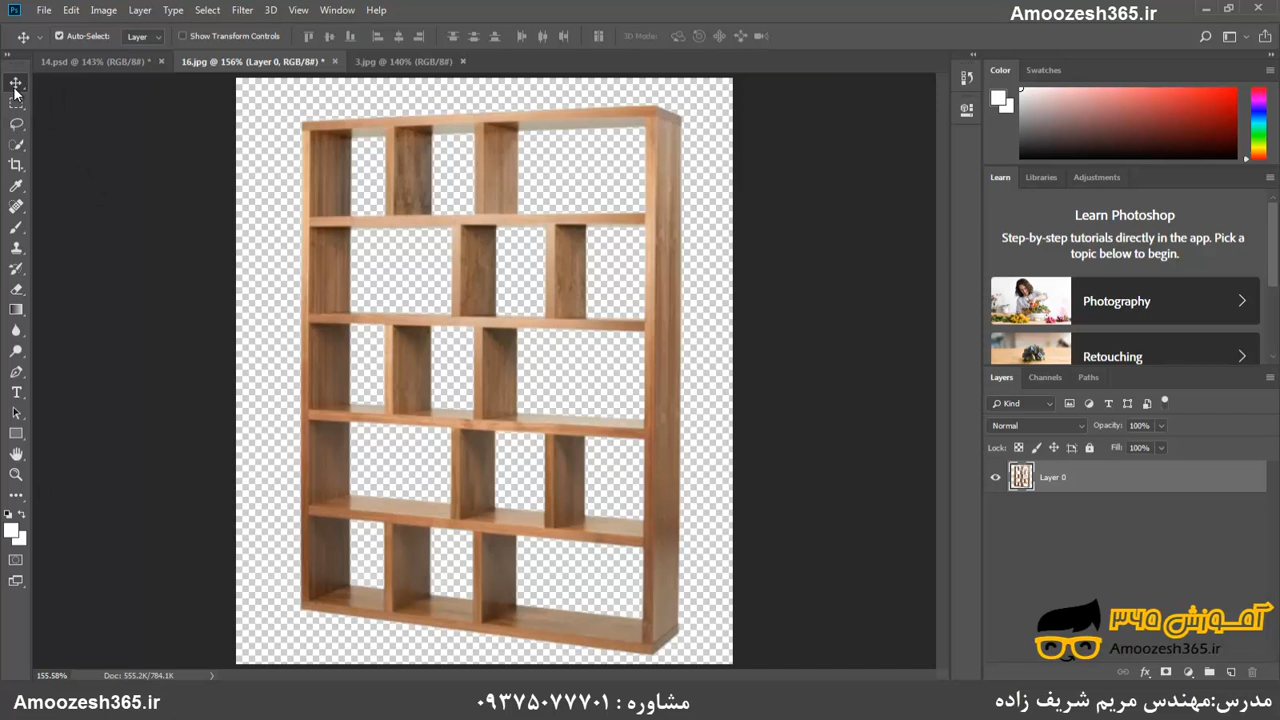 Ps File Edit Image Layer Type Select Filter 3D View Window Help
Amoozesh365.ir
Auto-Select: Layer Show Transform Controls 3D Mode:
14.psd @ 143% (RGB/8#) * × 16.jpg @ 156% (Layer 0, RGB/8#) * × 3.jpg @ 140% (RGB/8#) ×
Color Swatches
Learn Libraries Adjustments
Learn Photoshop
Step-by-step tutorials directly in the app. Pick a
topic below to begin.
Photography
Retouching
Layers Channels Paths
Kind
Normal Opacity: 100%
Lock: Fill: 100%
Layer 0
آموزش ۳۶۵
Amoozesh365.ir
155.58% Doc: 555.2K/784.1K
Amoozesh365.ir
مشاوره : ۰۹۳۷۵۰۷۷۷۰۱
مدرس:مهندس مریم شریف زاده